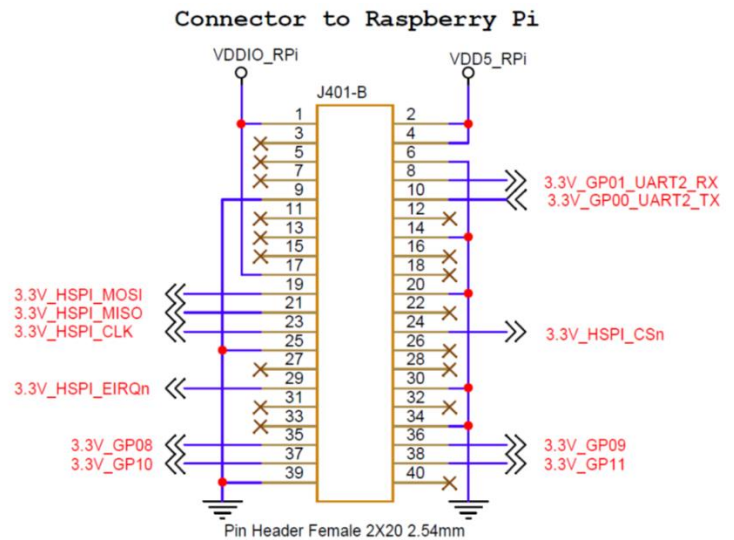 Connector to Raspberry Pi
VDDIO_RPi
VDD5_RPi
J401-B
1 2
3 4
5 6
7 8 3.3V_GP01_UART2_RX
9 10 3.3V_GP00_UART2_TX
11 12
13 14
15 16
17 18
3.3V_HSPI_MOSI 19 20
3.3V_HSPI_MISO 21 22
3.3V_HSPI_CLK 23 24 3.3V_HSPI_CSn
25 26
27 28
3.3V_HSPI_EIRQn 29 30
31 32
33 34
3.3V_GP08 35 36 3.3V_GP09
3.3V_GP10 37 38 3.3V_GP11
39 40
Pin Header Female 2X20 2.54mm